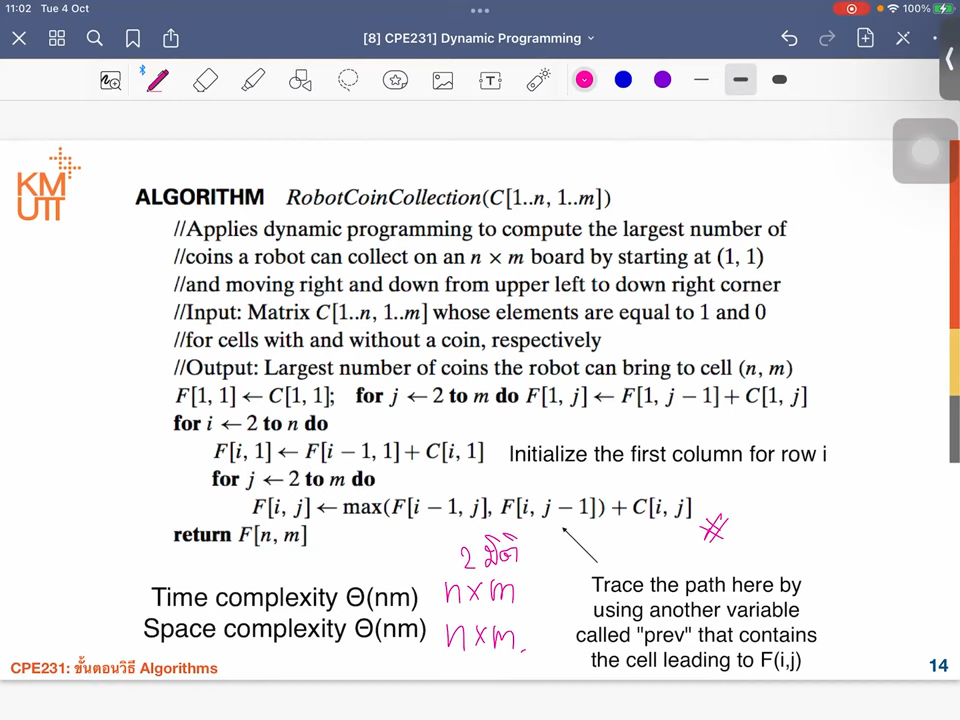 11:02 Tue 4 Oct
100%
[8] CPE231] Dynamic Programming
KM
UTT
ALGORITHM RobotCoinCollection(C[1..n, 1..m])
//Applies dynamic programming to compute the largest number of
//coins a robot can collect on an n × m board by starting at (1, 1)
//and moving right and down from upper left to down right corner
//Input: Matrix C[1..n, 1..m] whose elements are equal to 1 and 0
//for cells with and without a coin, respectively
//Output: Largest number of coins the robot can bring to cell (n, m)
F[1, 1] ← C[1, 1]; for j ← 2 to m do F[1, j] ← F[1, j − 1] + C[1, j]
for i ← 2 to n do
F[i, 1] ← F[i − 1, 1] + C[i, 1] Initialize the first column for row i
for j ← 2 to m do
F[i, j] ← max(F[i − 1, j], F[i, j − 1]) + C[i, j]
#
return F[n, m]
2 มิติ
Time complexity Θ(nm) n×m
Space complexity Θ(nm) n×m
Trace the path here by
using another variable
called "prev" that contains
the cell leading to F(i,j)
CPE231: ขั้นตอนวิธี Algorithms
14